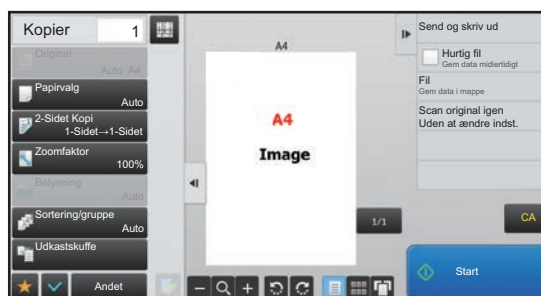 Kopier 1
Original
Auto A4
Papirvalg
Auto
2-Sidet Kopi
1-Sidet→1-Sidet
Zoomfaktor
100%
Belysning
Auto
Sortering/gruppe
Auto
Udkastskuffe
Andet
A4
A4
Image
1/1
Send og skriv ud
Hurtig fil
Gem data midlertidigt
Fil
Gem data i mappe
Scan original igen
Uden at ændre indst.
CA
Start